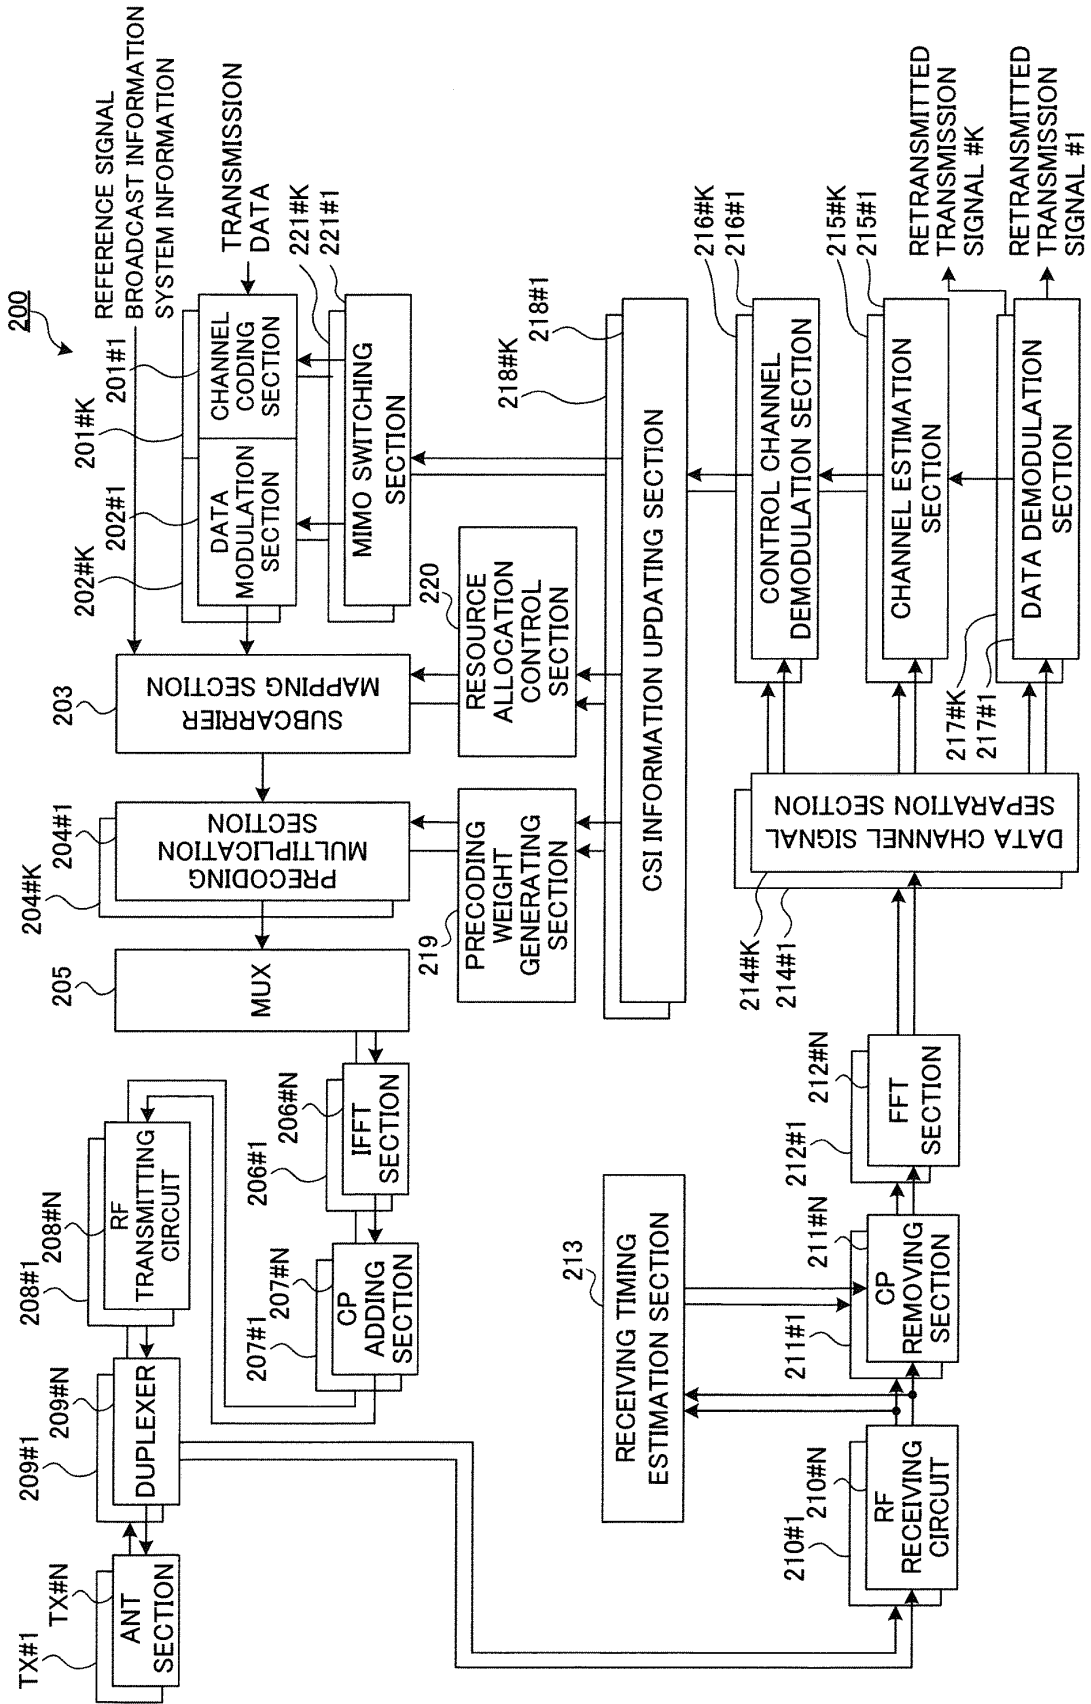 200
REFERENCE SIGNAL
BROADCAST INFORMATION
SYSTEM INFORMATION
TRANSMISSION
DATA
201#K
201#1
CHANNEL
CODING
SECTION
202#K
202#1
DATA
MODULATION
SECTION
221#K
221#1
MIMO SWITCHING
SECTION
203
SUBCARRIER
MAPPING SECTION
204#K
204#1
PRECODING
MULTIPLICATION
SECTION
205
MUX
206#1
206#N
IFFT
SECTION
207#1
207#N
CP
ADDING
SECTION
208#1
208#N
RF
TRANSMITTING
CIRCUIT
209#1
209#N
DUPLEXER
TX#1
TX#N
ANT
SECTION
220
RESOURCE
ALLOCATION
CONTROL
SECTION
219
PRECODING
WEIGHT
GENERATING
SECTION
218#K
218#1
CSI INFORMATION UPDATING SECTION
216#K
216#1
CONTROL CHANNEL
DEMODULATION SECTION
215#K
215#1
CHANNEL ESTIMATION
SECTION
217#K
217#1
DATA DEMODULATION
SECTION
RETRANSMITTED
TRANSMISSION
SIGNAL #K
RETRANSMITTED
TRANSMISSION
SIGNAL #1
214#K
214#1
DATA CHANNEL SIGNAL
SEPARATION SECTION
212#1
212#N
FFT
SECTION
213
RECEIVING TIMING
ESTIMATION SECTION
211#1
211#N
CP
REMOVING
SECTION
210#1
210#N
RF
RECEIVING
CIRCUIT